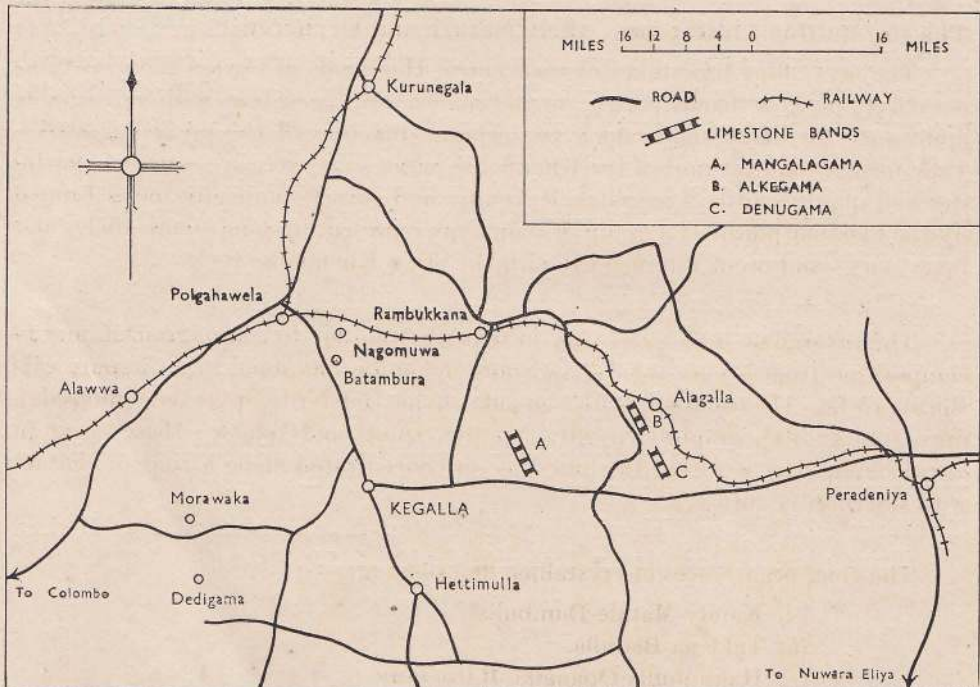 MILES 16 12 8 4 0 16 MILES
ROAD RAILWAY
LIMESTONE BANDS
A, MANGALAGAMA
B. ALKEGAMA
C. DENUGAMA
Kurunegala
Polgahawela
Rambukkana
Nagomuwa
Batambura
Alawwa
Alagalla
A
B
C
Morawaka
KEGALLA
Peradeniya
To Colombo
Dedigama
Hettimulla
To Nuwara Eliya